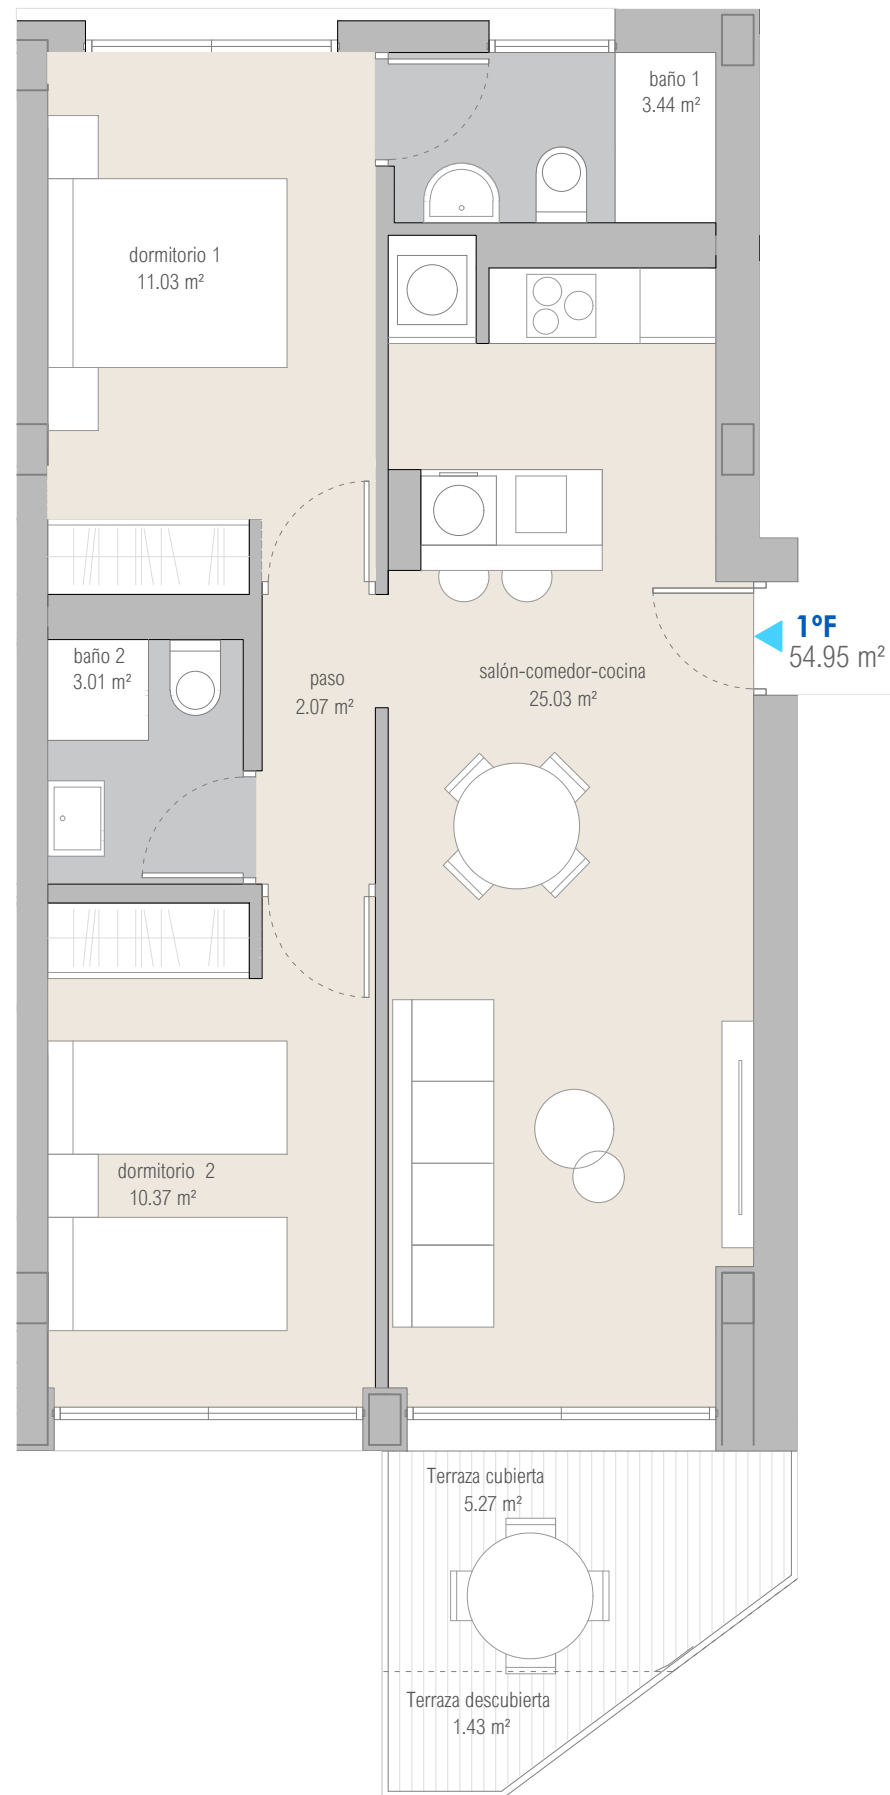 baño 1
3.44 m²
dormitorio 1
11.03 m²
1ºF
54.95 m²
baño 2
3.01 m²
paso
2.07 m²
salón-comedor-cocina
25.03 m²
dormitorio 2
10.37 m²
Terraza cubierta
5.27 m²
Terraza descubierta
1.43 m²